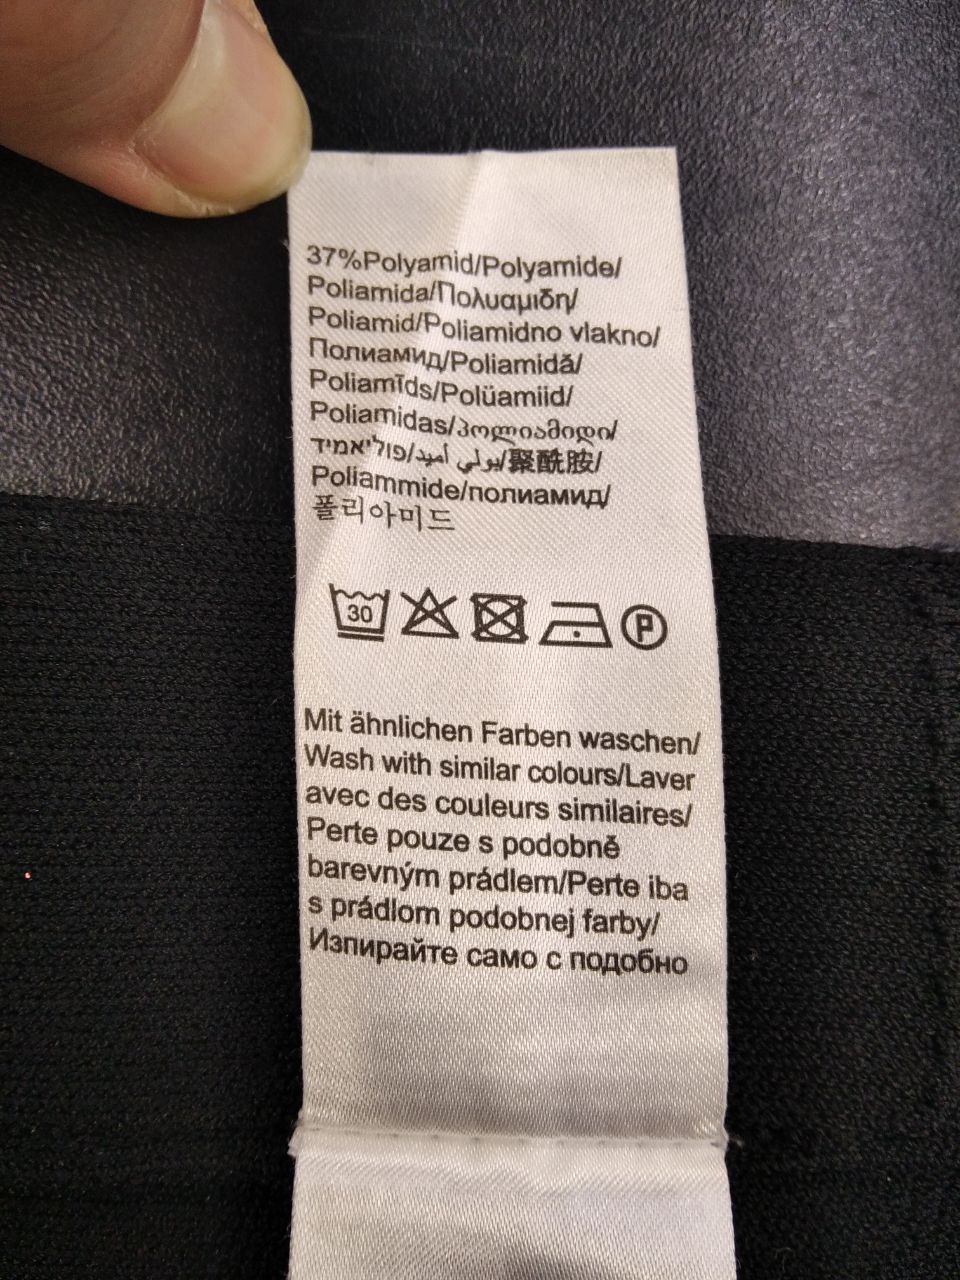 37%Polyamid/Polyamide/
Poliamida/Πολυαμιδη/
Poliamid/Poliamidno vlakno/
Полиамид/Poliamidă/
Poliamīds/Polüamiid/
Poliamidas/პოლიამიდი/
פוליאמיד/بولي أميد/聚酰胺/
Poliammide/полиамид/
폴리아미드
30
P
Mit ähnlichen Farben waschen/
Wash with similar colours/Laver
avec des couleurs similaires/
Perte pouze s podobně
barevným prádlem/Perte iba
s prádlom podobnej farby/
Изпирайте само с подобно